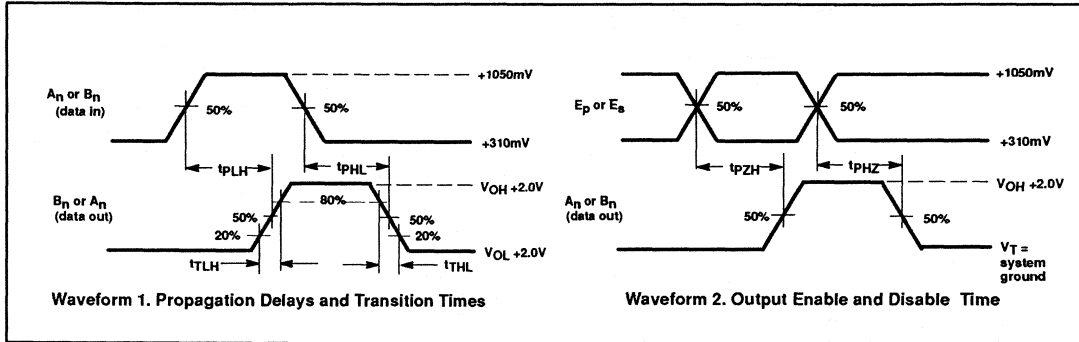 +1050mV
An or Bn
(data in)
50%
50%
+310mV
tPLH
tPHL
VOH +2.0V
Bn or An
(data out)
80%
50%
50%
20%
20%
VOL +2.0V
tTLH
tTHL
Waveform 1. Propagation Delays and Transition Times
+1050mV
Ep or Es
50%
50%
+310mV
tPZH
tPHZ
VOH +2.0V
An or Bn
(data out)
50%
50%
VT =
system
ground
Waveform 2. Output Enable and Disable Time